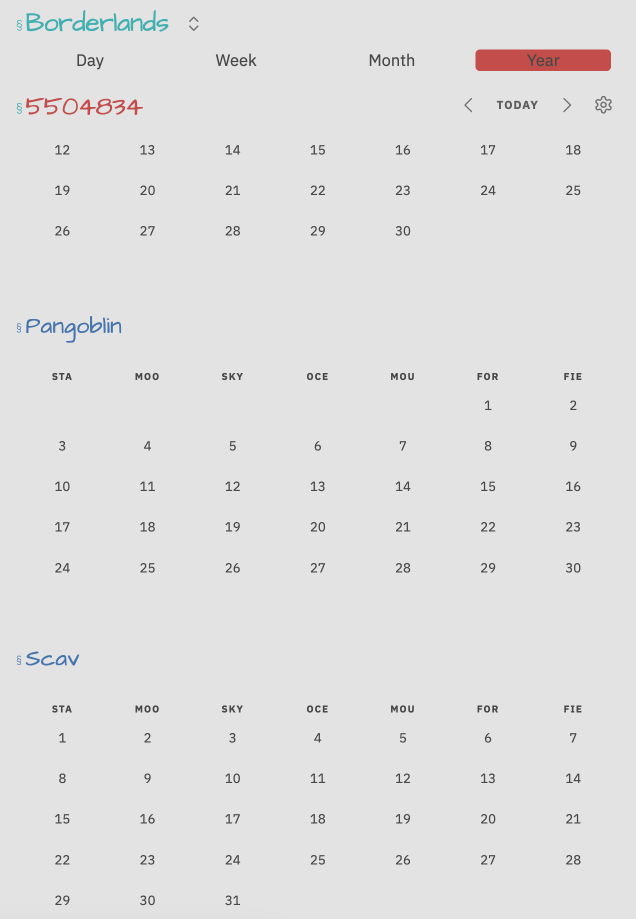 § Borderlands
Day Week Month Year
§ 5504834 TODAY
12 13 14 15 16 17 18
19 20 21 22 23 24 25
26 27 28 29 30
§ Pangoblin
STA MOO SKY OCE MOU FOR FIE
1 2
3 4 5 6 7 8 9
10 11 12 13 14 15 16
17 18 19 20 21 22 23
24 25 26 27 28 29 30
§ Scav
STA MOO SKY OCE MOU FOR FIE
1 2 3 4 5 6 7
8 9 10 11 12 13 14
15 16 17 18 19 20 21
22 23 24 25 26 27 28
29 30 31